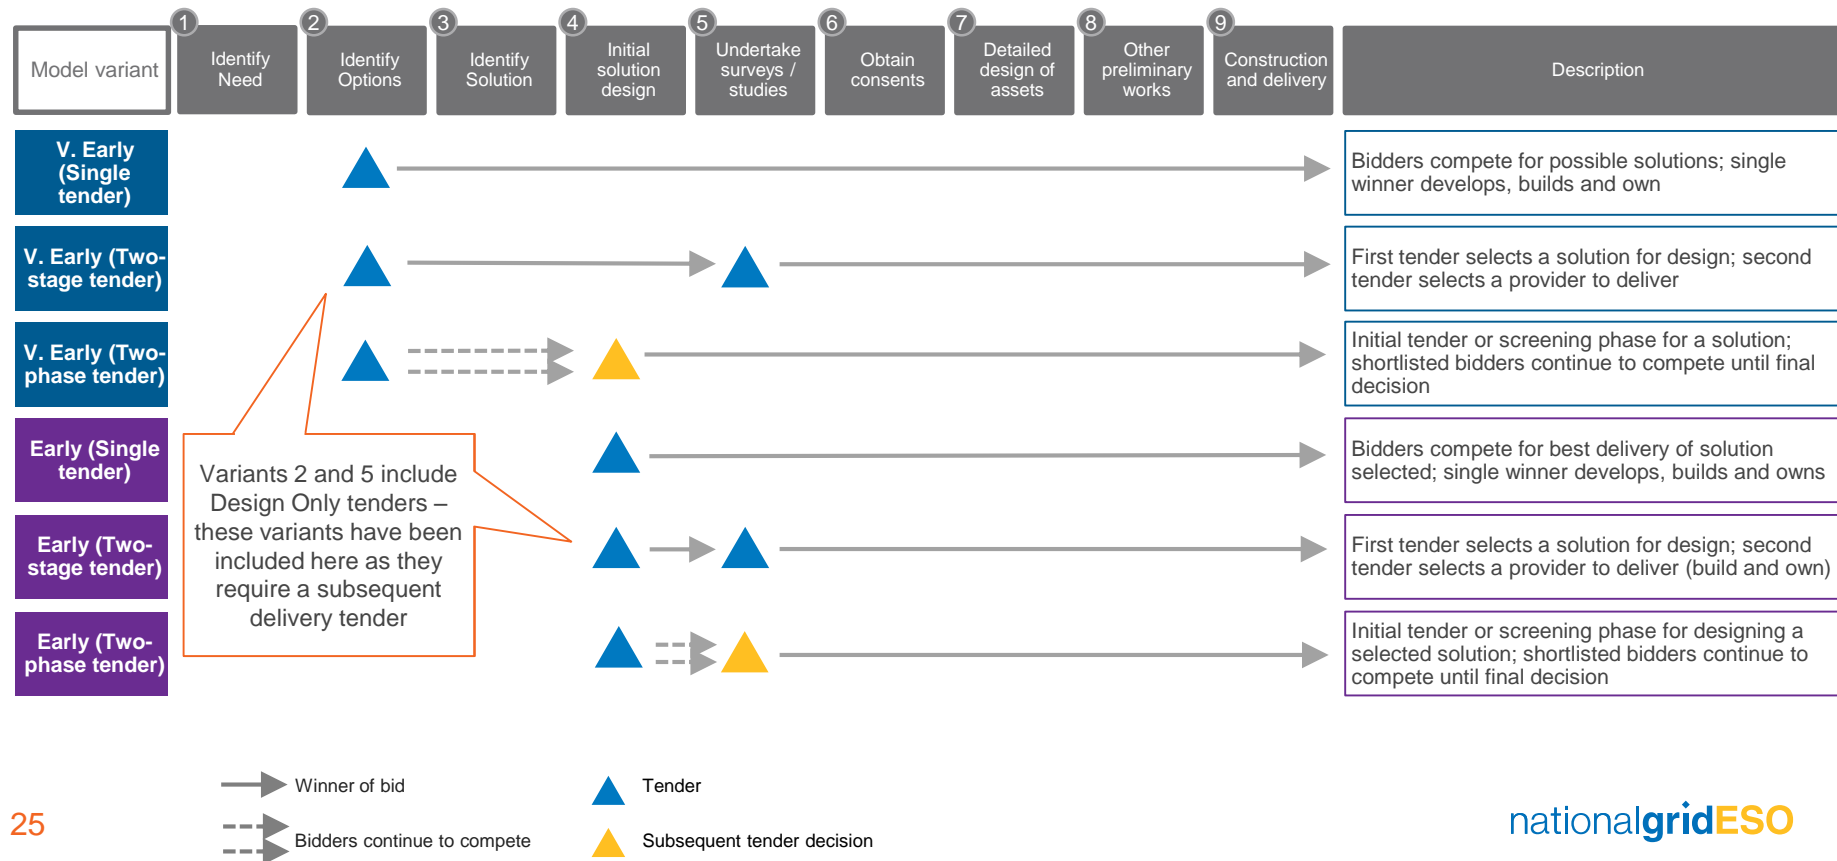 Model variant
1
Identify
Need
2
Identify
Options
3
Identify
Solution
4
Initial
solution
design
5
Undertake
surveys /
studies
6
Obtain
consents
7
Detailed
design of
assets
8
Other
preliminary
works
9
Construction
and delivery
Description
V. Early
(Single
tender)
Bidders compete for possible solutions; single
winner develops, builds and own
V. Early (Two-
stage tender)
First tender selects a solution for design; second
tender selects a provider to deliver
V. Early (Two-
phase tender)
Initial tender or screening phase for a solution;
shortlisted bidders continue to compete until final
decision
Early (Single
tender)
Bidders compete for best delivery of solution
selected; single winner develops, builds and owns
Variants 2 and 5 include
Design Only tenders –
these variants have been
included here as they
require a subsequent
delivery tender
Early (Two-
stage tender)
First tender selects a solution for design; second
tender selects a provider to deliver (build and own)
Early (Two-
phase tender)
Initial tender or screening phase for designing a
selected solution; shortlisted bidders continue to
compete until final decision
Winner of bid
Tender
Bidders continue to compete
Subsequent tender decision
25
nationalgridESO